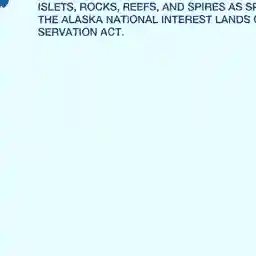 ISLETS, ROCKS, REEFS, AND SPIRES AS
THE ALASKA NATIONAL INTEREST LANDS
SERVATION ACT.